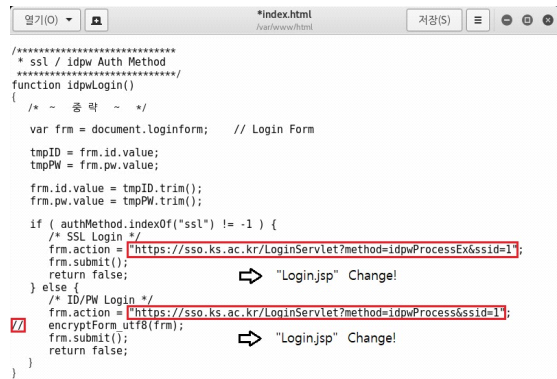 열기(O) *index.html 저장(S)
/var/www/html
/*****************************
* ssl / idpw Auth Method
*****************************/
function idpwLogin()
{
/* ~ 중 략 ~ */
var frm = document.loginform; // Login Form
tmpID = frm.id.value;
tmpPW = frm.pw.value;
frm.id.value = tmpID.trim();
frm.pw.value = tmpPW.trim();
if ( authMethod.indexOf("ssl") != -1 ) {
/* SSL Login */
frm.action = "https://sso.ks.ac.kr/LoginServlet?method=idpwProcessEx&ssid=1";
frm.submit();
return false; ⇨ "Login.jsp" Change!
} else {
/* ID/PW Login */
frm.action = "https://sso.ks.ac.kr/LoginServlet?method=idpwProcess&ssid=1";
// encryptForm_utf8(frm);
frm.submit(); ⇨ "Login.jsp" Change!
return false;
}
}